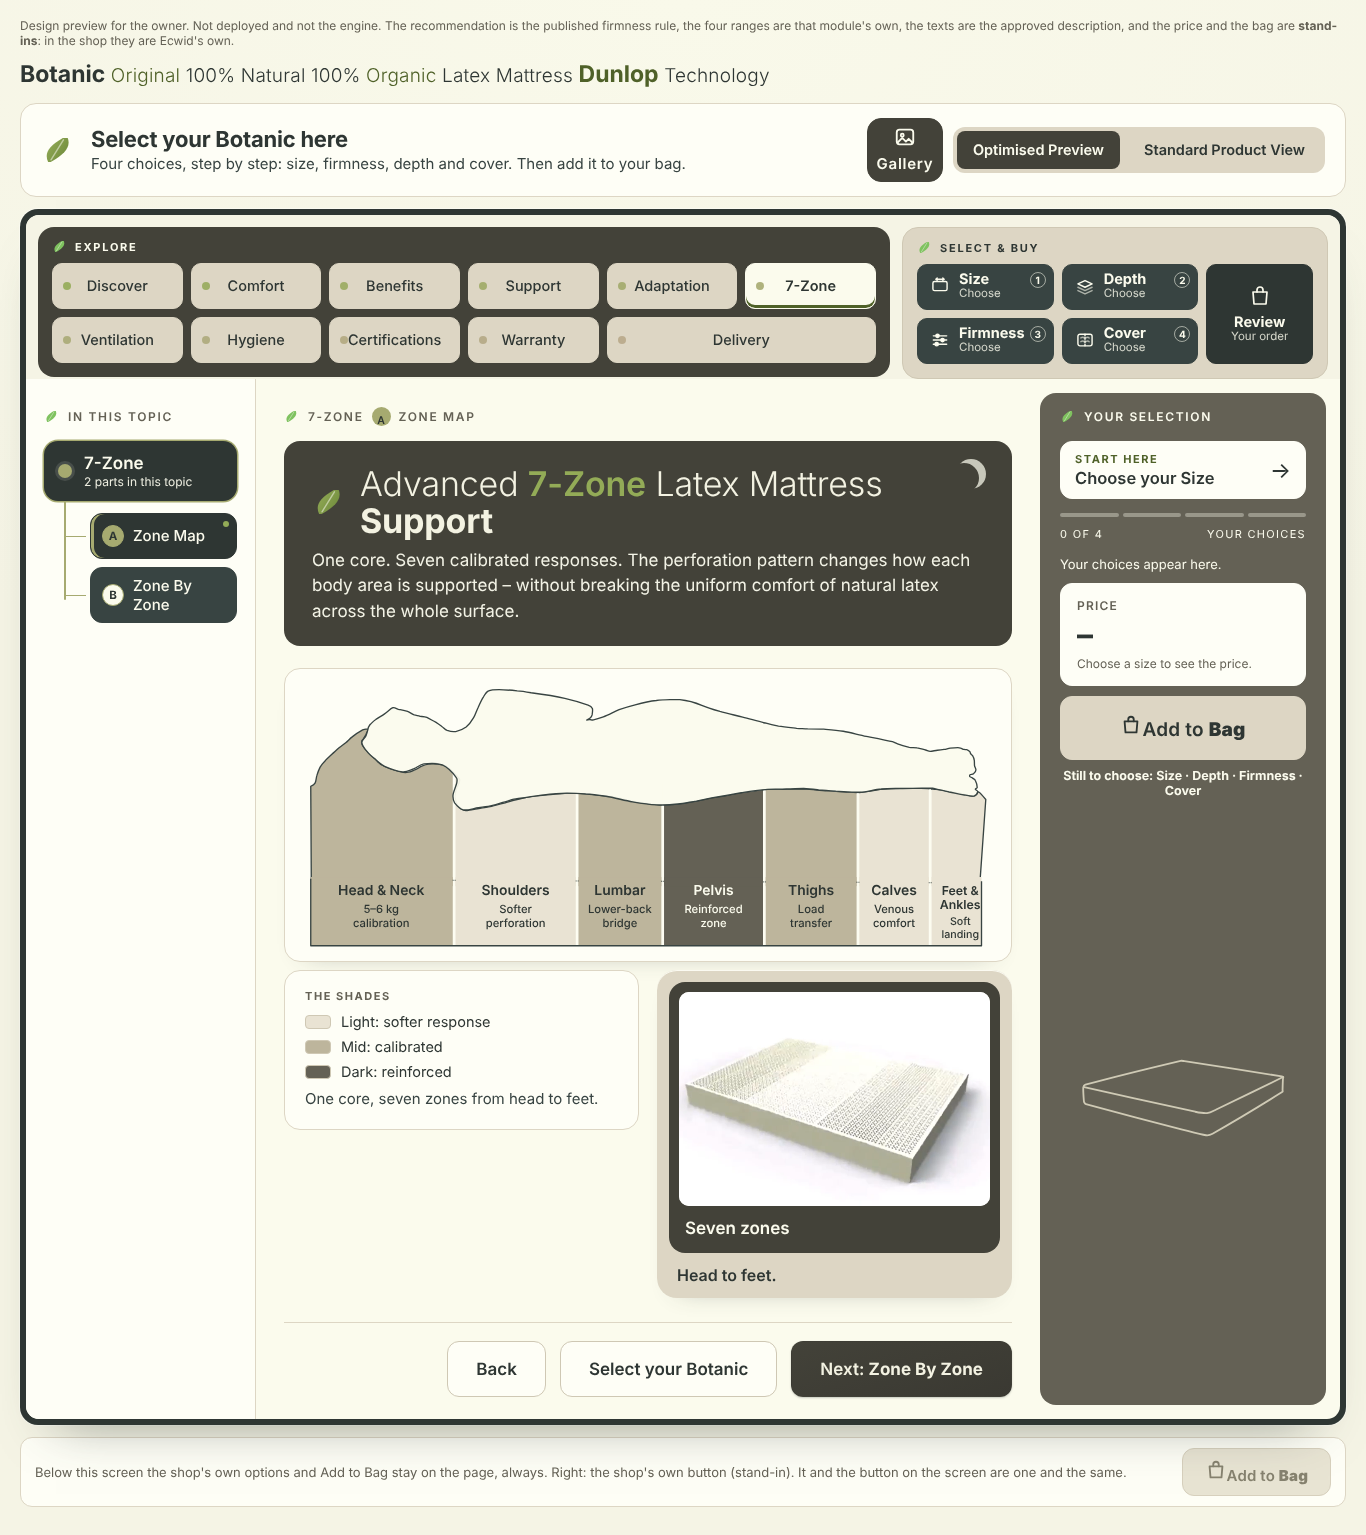 Design preview for the owner. Not deployed and not the engine. The recommendation is the published firmness rule, the four ranges are that module's own, the texts are the approved description, and the price and the bag are stand-
ins: in the shop they are Ecwid's own.
Botanic Original 100% Natural 100% Organic Latex Mattress Dunlop Technology
Select your Botanic here
Four choices, step by step: size, firmness, depth and cover. Then add it to your bag.
Gallery
Optimised Preview
Standard Product View
EXPLORE
Discover
Comfort
Benefits
Support
Adaptation
7-Zone
Ventilation
Hygiene
Certifications
Warranty
Delivery
SELECT & BUY
Size 1
Choose
Depth 2
Choose
Firmness 3
Choose
Cover 4
Choose
Review
Your order
IN THIS TOPIC
7-Zone
2 parts in this topic
A Zone Map
B Zone By
Zone
7-ZONE A ZONE MAP
Advanced 7-Zone Latex Mattress
Support
One core. Seven calibrated responses. The perforation pattern changes how each
body area is supported – without breaking the uniform comfort of natural latex
across the whole surface.
Head & Neck
5–6 kg
calibration
Shoulders
Softer
perforation
Lumbar
Lower-back
bridge
Pelvis
Reinforced
zone
Thighs
Load
transfer
Calves
Venous
comfort
Feet &
Ankles
Soft
landing
THE SHADES
Light: softer response
Mid: calibrated
Dark: reinforced
One core, seven zones from head to feet.
Seven zones
Head to feet.
Back
Select your Botanic
Next: Zone By Zone
YOUR SELECTION
START HERE
Choose your Size
0 OF 4
YOUR CHOICES
Your choices appear here.
PRICE
–
Choose a size to see the price.
Add to Bag
Still to choose: Size · Depth · Firmness ·
Cover
Below this screen the shop's own options and Add to Bag stay on the page, always. Right: the shop's own button (stand-in). It and the button on the screen are one and the same.
Add to Bag